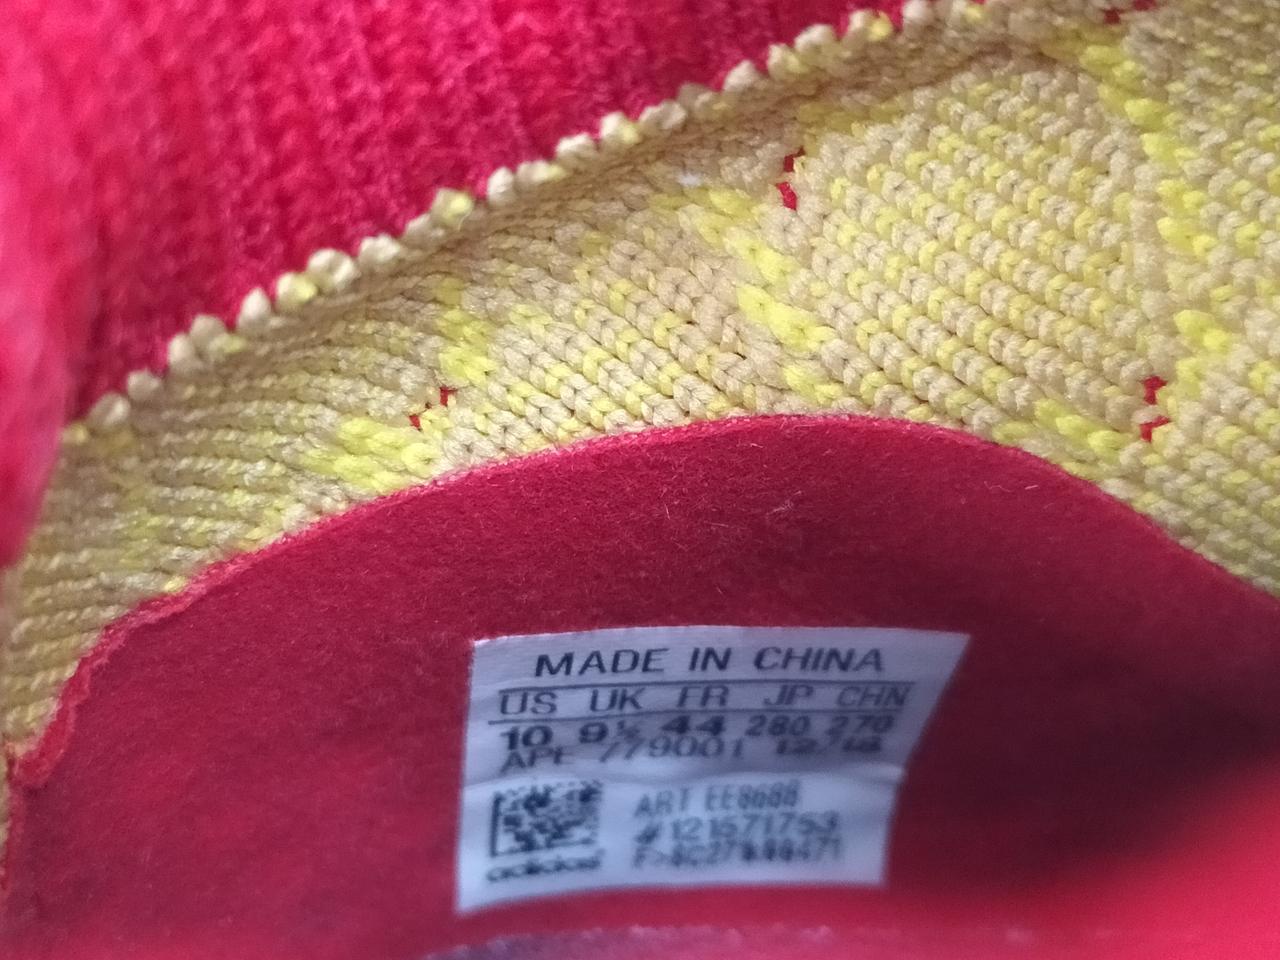 MADE IN CHINA
US UK FR JP CHN
10 9½ 44 280 270
APE 779001 12/18
ART EE8688
#121571753
adidas